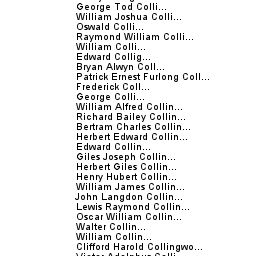 George Tod Colli...
William Joshua Colli...
Oswald Colli...
Raymond William Colli...
William Colli...
Edward Collig...
Bryan Alwyn Coll...
Patrick Ernest Furlong Coll...
Frederick Coll...
George Colli...
William Alfred Collin...
Richard Bailey Collin...
Bertram Charles Collin...
Herbert Edward Collin...
Edward Collin...
Giles Joseph Collin...
Herbert Giles Collin...
Henry Hubert Collin...
William James Collin...
John Langdon Collin...
Lewis Raymond Collin...
Oscar William Collin...
Walter Collin...
William Collin...
Clifford Harold Collingwo...
Victor Adolphus Colli...